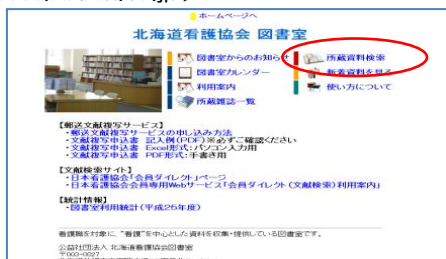 ホームページへ
北海道看護協会 図書室
図書室からのお知らせ
所蔵資料検索
図書室カレンダー
新着資料を見る
利用案内
使い方について
所蔵雑誌一覧
【郵送文献複写サービス】
・郵送文献複写サービスの申し込み方法
・文献複写申込書 記入例(PDF)※必ずご確認ください
・文献複写申込書 Excel形式:パソコン入力用
・文献複写申込書 PDF形式:手書き用
【文献検索サイト】
・日本看護協会「会員ダイレクト」ページ
・日本看護協会会員専用Webサービス「会員ダイレクト(文献検索)利用案内」
【統計情報】
・図書室利用統計(平成25年度)
看護職を対象に、"看護"を中心とした資料を収集・提供している図書室です。
公益社団法人 北海道看護協会図書室
〒003-0027